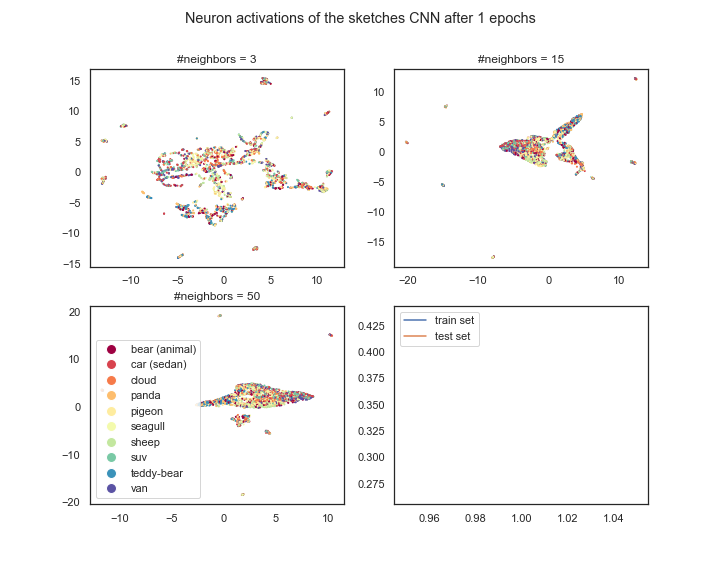 Neuron activations of the sketches CNN after 1 epochs
#neighbors = 3
15
10
5
0
−5
−10
−15
−10
−5
0
5
10
#neighbors = 15
10
5
0
−5
−10
−15
−20
−10
0
10
#neighbors = 50
20
10
0
−10
−20
−10
−5
0
5
10
bear (animal)
car (sedan)
cloud
panda
pigeon
seagull
sheep
suv
teddy-bear
van
train set
test set
0.425
0.400
0.375
0.350
0.325
0.300
0.275
0.96
0.98
1.00
1.02
1.04